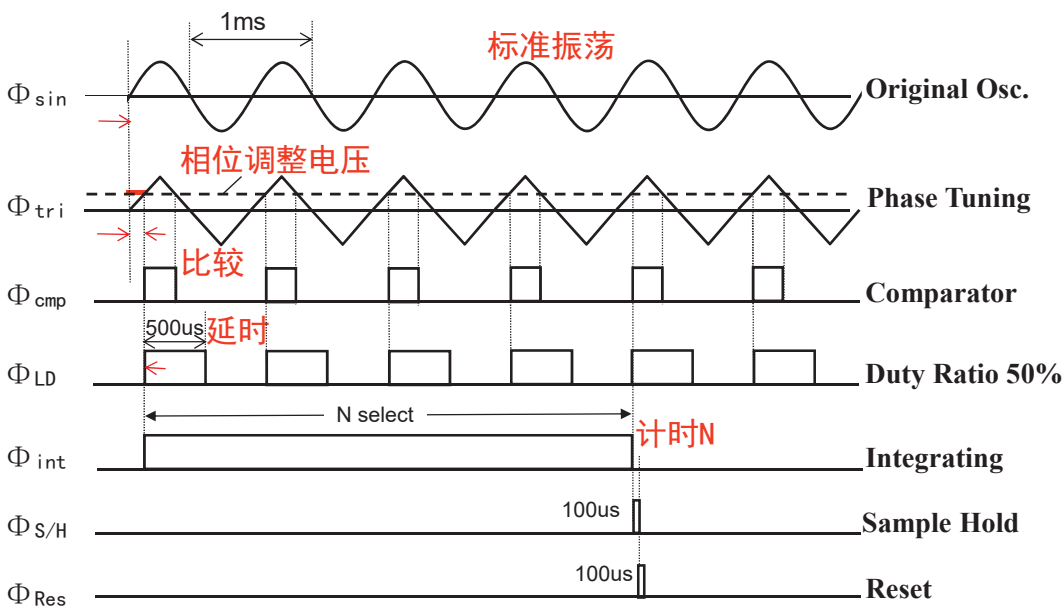 1ms
标准振荡
Φsin
Original Osc.
相位调整电压
Φtri
Phase Tuning
比较
Φcmp
Comparator
500us
延时
ΦLD
Duty Ratio 50%
N select
计时N
Φint
Integrating
100us
ΦS/H
Sample Hold
100us
ΦRes
Reset